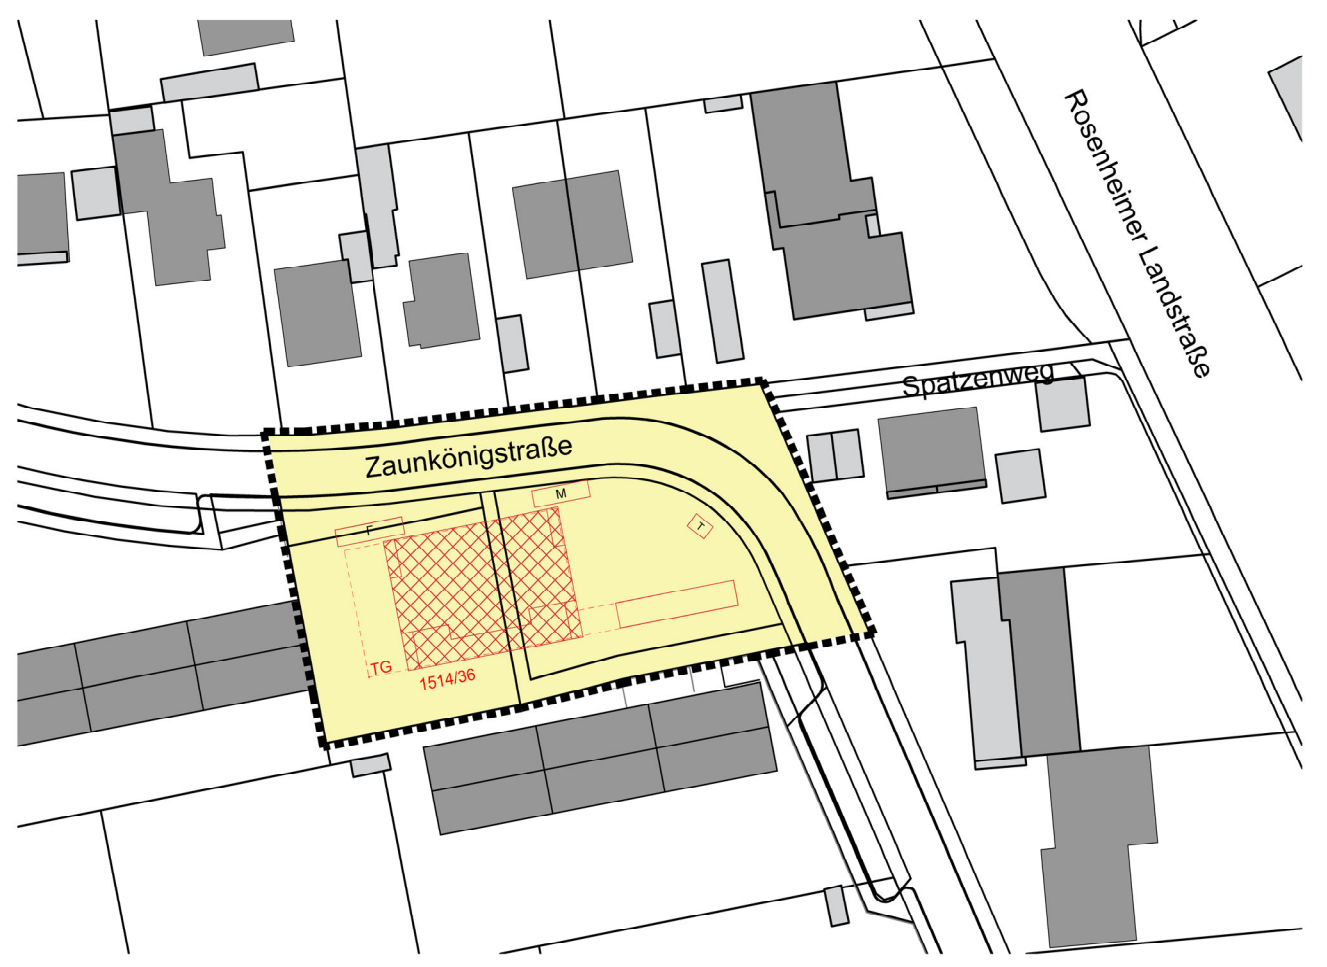 Rosenheimer Landstraße
Spatzenweg
Zaunkönigstraße
M
F
T
TG
1514/36